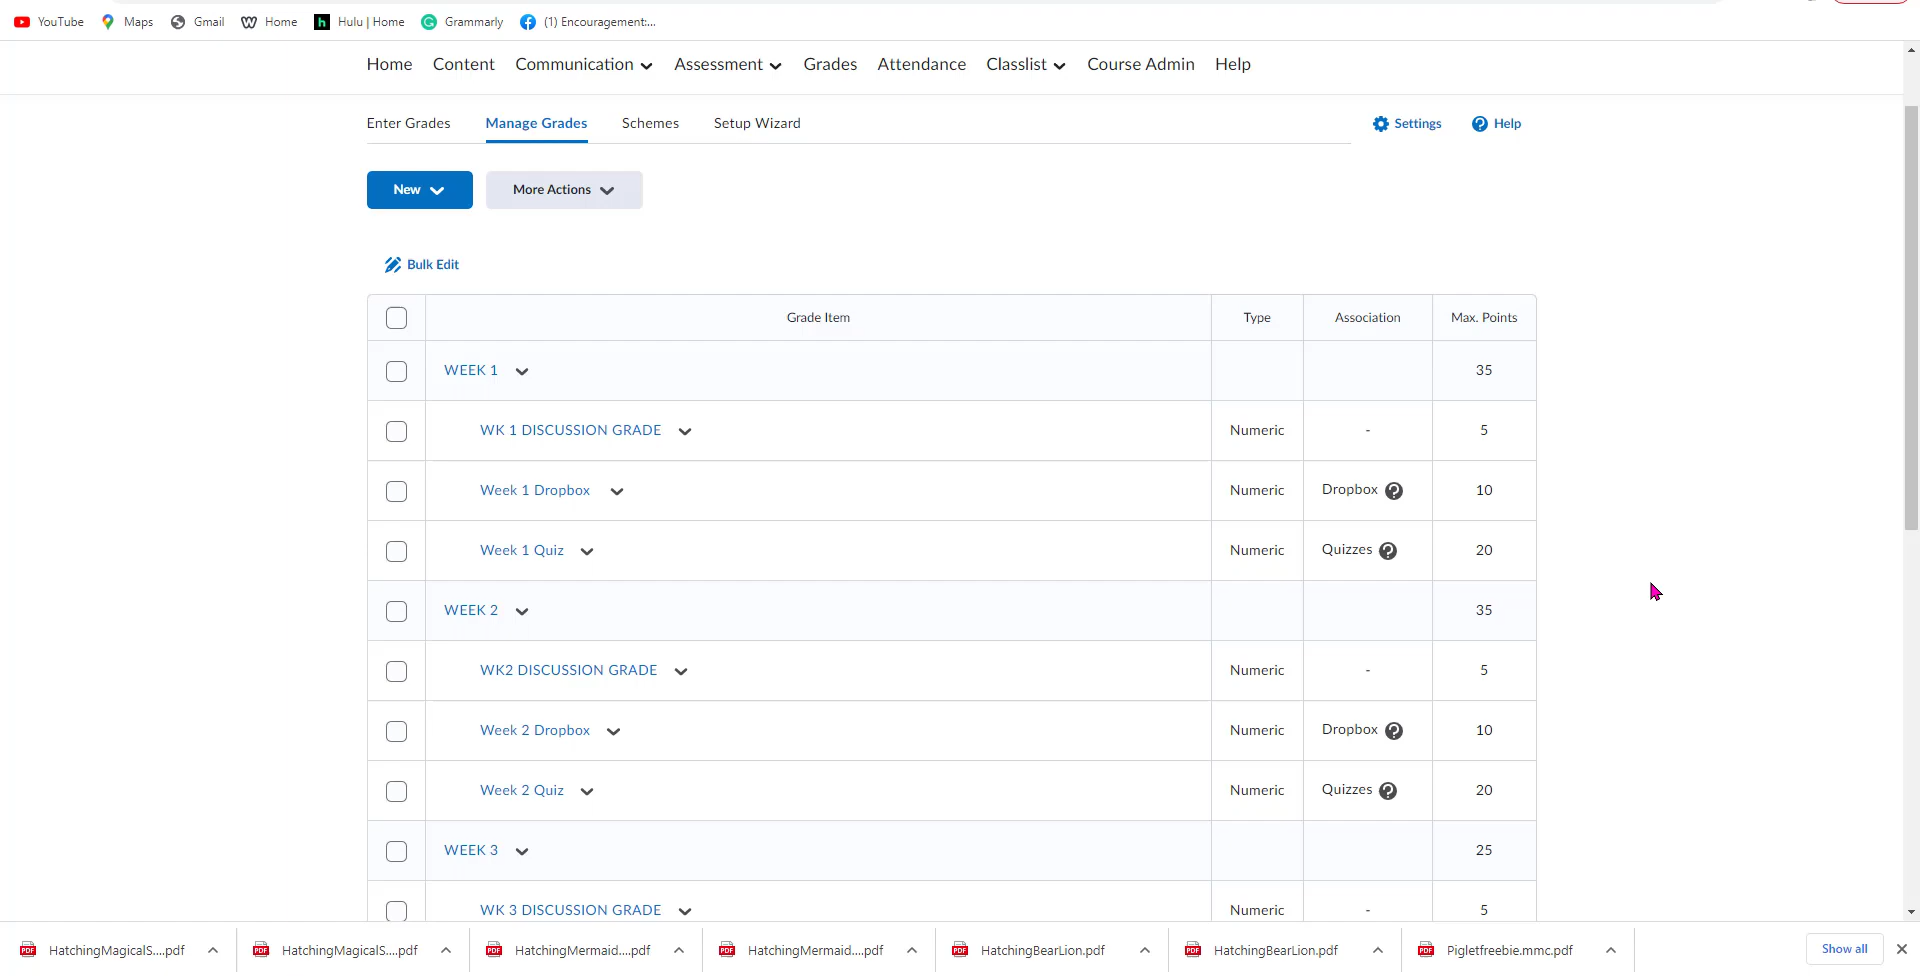 YouTube Maps Gmail Home Hulu | Home Grammarly (1) Encouragement:...
Home Content Communication Assessment Grades Attendance Classlist Course Admin Help
Enter Grades Manage Grades Schemes Setup Wizard Settings Help
New More Actions
Bulk Edit
Grade Item Type Association Max. Points
WEEK 1 35
WK 1 DISCUSSION GRADE Numeric - 5
Week 1 Dropbox Numeric Dropbox 10
Week 1 Quiz Numeric Quizzes 20
WEEK 2 35
WK2 DISCUSSION GRADE Numeric - 5
Week 2 Dropbox Numeric Dropbox 10
Week 2 Quiz Numeric Quizzes 20
WEEK 3 25
WK 3 DISCUSSION GRADE Numeric - 5
HatchingMagicalS....pdf HatchingMagicalS....pdf HatchingMermaid....pdf HatchingMermaid....pdf HatchingBearLion.pdf HatchingBearLion.pdf Pigletfreebie.mmc.pdf Show all